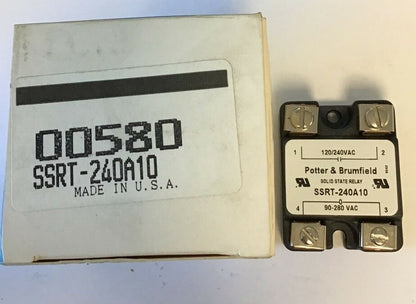 00580
SSRT-240A10
MADE IN U.S.A.
120/240VAC
1 2
Potter & Brumfield
SOLID STATE RELAY
SSRT-240A10
90-280 VAC
4 3